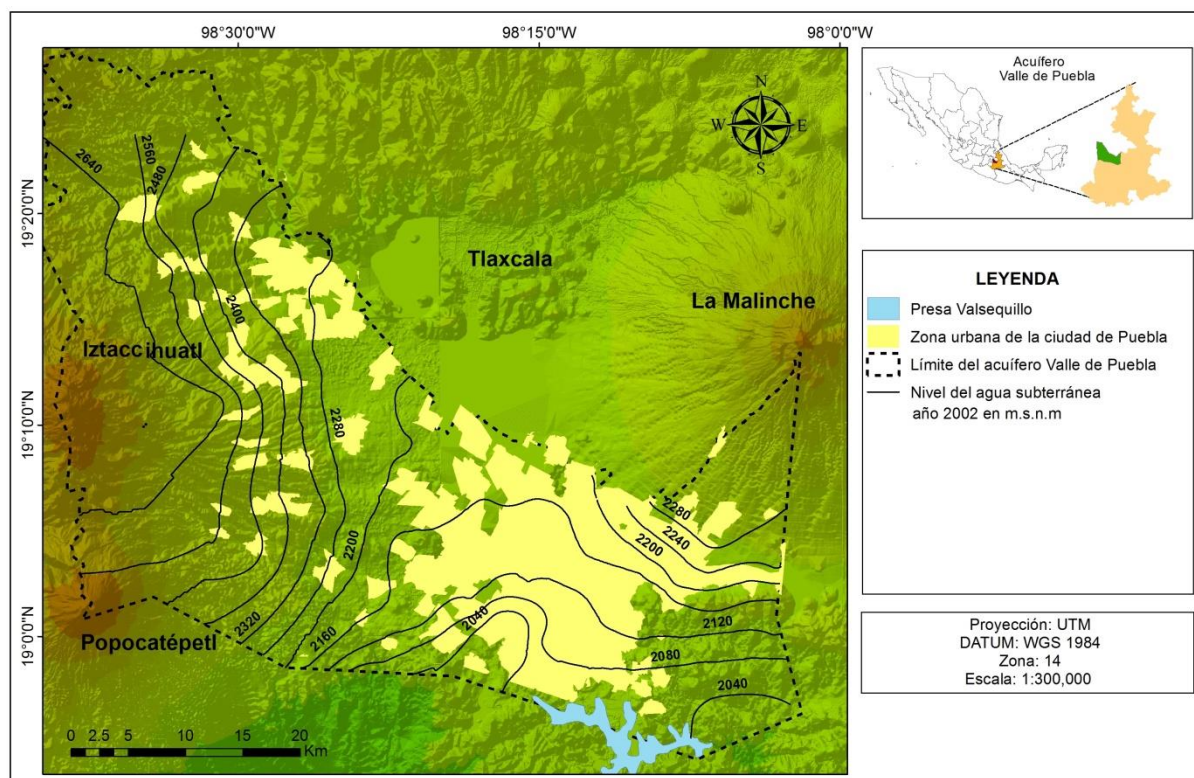 98°30'0"W
98°15'0"W
98°0'0"W
19°20'0"N
19°10'0"N
19°0'0"N
N
W
E
S
2640
2560
2480
2400
2280
2200
2320
2160
2040
2280
2240
2200
2120
2080
2040
Tlaxcala
La Malinche
Iztaccihuatl
Popocatépetl
0 2.5 5 10 15 20
Km
Acuífero
Valle de Puebla
LEYENDA
Presa Valsequillo
Zona urbana de la ciudad de Puebla
Límite del acuífero Valle de Puebla
Nivel del agua subterránea
año 2002 en m.s.n.m
Proyección: UTM
DATUM: WGS 1984
Zona: 14
Escala: 1:300,000